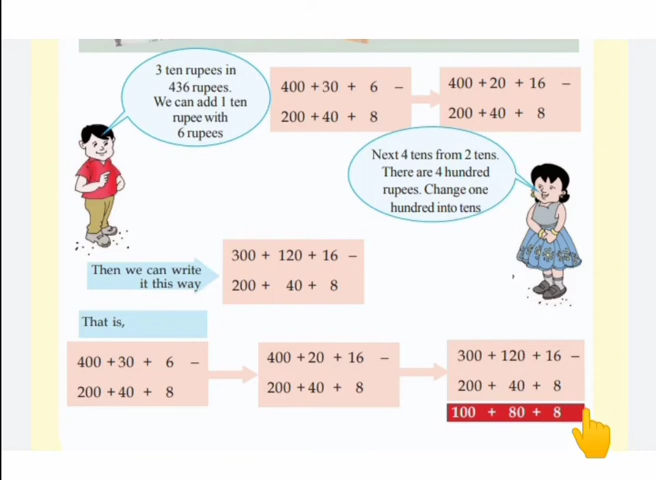 3 ten rupees in
436 rupees.
We can add 1 ten
rupee with
6 rupees
400 + 30 + 6 −
200 + 40 + 8
400 + 20 + 16 −
200 + 40 + 8
Next 4 tens from 2 tens.
There are 4 hundred
rupees. Change one
hundred into tens
Then we can write
it this way
300 + 120 + 16 −
200 + 40 + 8
That is,
400 + 30 + 6 −
200 + 40 + 8
400 + 20 + 16 −
200 + 40 + 8
300 + 120 + 16 −
200 + 40 + 8
100 + 80 + 8